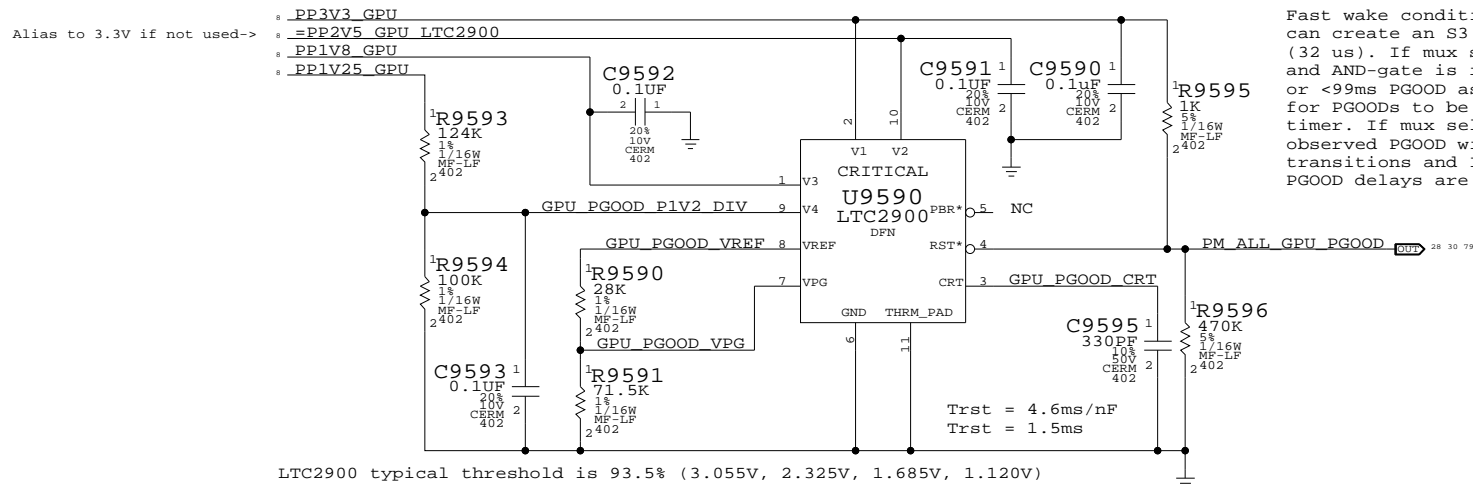 PP3V3_GPU
Alias to 3.3V if not used->
=PP2V5_GPU_LTC2900
PP1V8_GPU
PP1V25_GPU
8
8
8
8
Fast wake conditi
can create an S3
(32 us). If mux s
and AND-gate is
or <99ms PGOOD as
for PGOODs to be
timer. If mux sel
observed PGOOD wi
transitions and
PGOOD delays are
C9592
0.1UF
2 1
20%
10V
CERM
402
C9591
0.1UF
20%
10V
CERM
402
1
2
C9590
0.1uF
20%
10V
CERM
402
1
2
R9595
1K
5%
1/16W
MF-LF
402
1
2
R9593
124K
1%
1/16W
MF-LF
402
1
2
2
10
V1
V2
CRITICAL
U9590
LTC2900
DFN
1 V3
GPU_PGOOD_P1V2_DIV
9 V4
GPU_PGOOD_VREF
8 VREF
7 VPG
PBR* 5 NC
RST* 4
PM_ALL_GPU_PGOOD
OUT
28 30 79
CRT 3
GPU_PGOOD_CRT
GND
THRM_PAD
6
11
R9594
100K
1%
1/16W
MF-LF
402
1
2
R9590
28K
1%
1/16W
MF-LF
402
1
2
GPU_PGOOD_VPG
C9593
0.1UF
20%
10V
CERM
402
1
2
R9591
71.5K
1%
1/16W
MF-LF
402
1
2
C9595
330PF
10%
50V
CERM
402
1
2
R9596
470K
5%
1/16W
MF-LF
402
1
2
Trst = 4.6ms/nF
Trst = 1.5ms
LTC2900 typical threshold is 93.5% (3.055V, 2.325V, 1.685V, 1.120V)